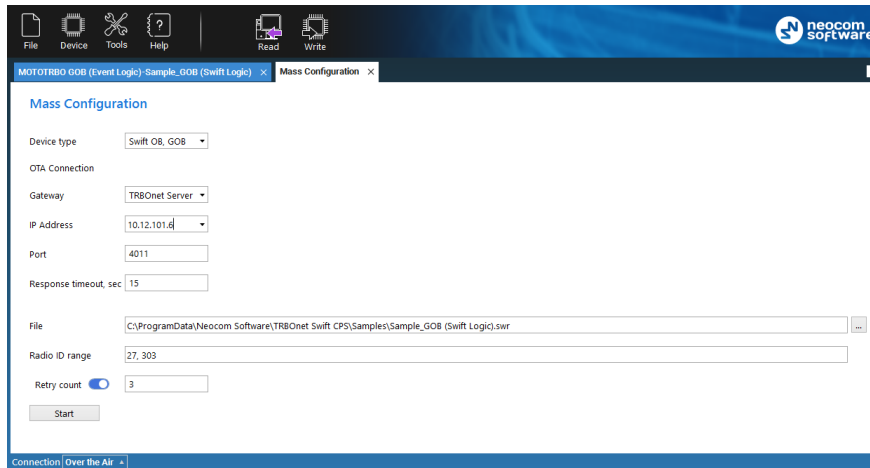 File Device Tools Help Read Write
neocom
software
MOTOTRBO GOB (Event Logic)-Sample_GOB (Swift Logic) × Mass Configuration ×
Mass Configuration
Device type Swift OB, GOB
OTA Connection
Gateway TRBOnet Server
IP Address 10.12.101.6
Port 4011
Response timeout, sec 15
File C:\ProgramData\Neocom Software\TRBOnet Swift CPS\Samples\Sample_GOB (Swift Logic).swr ...
Radio ID range 27, 303
Retry count 3
Start
Connection Over the Air